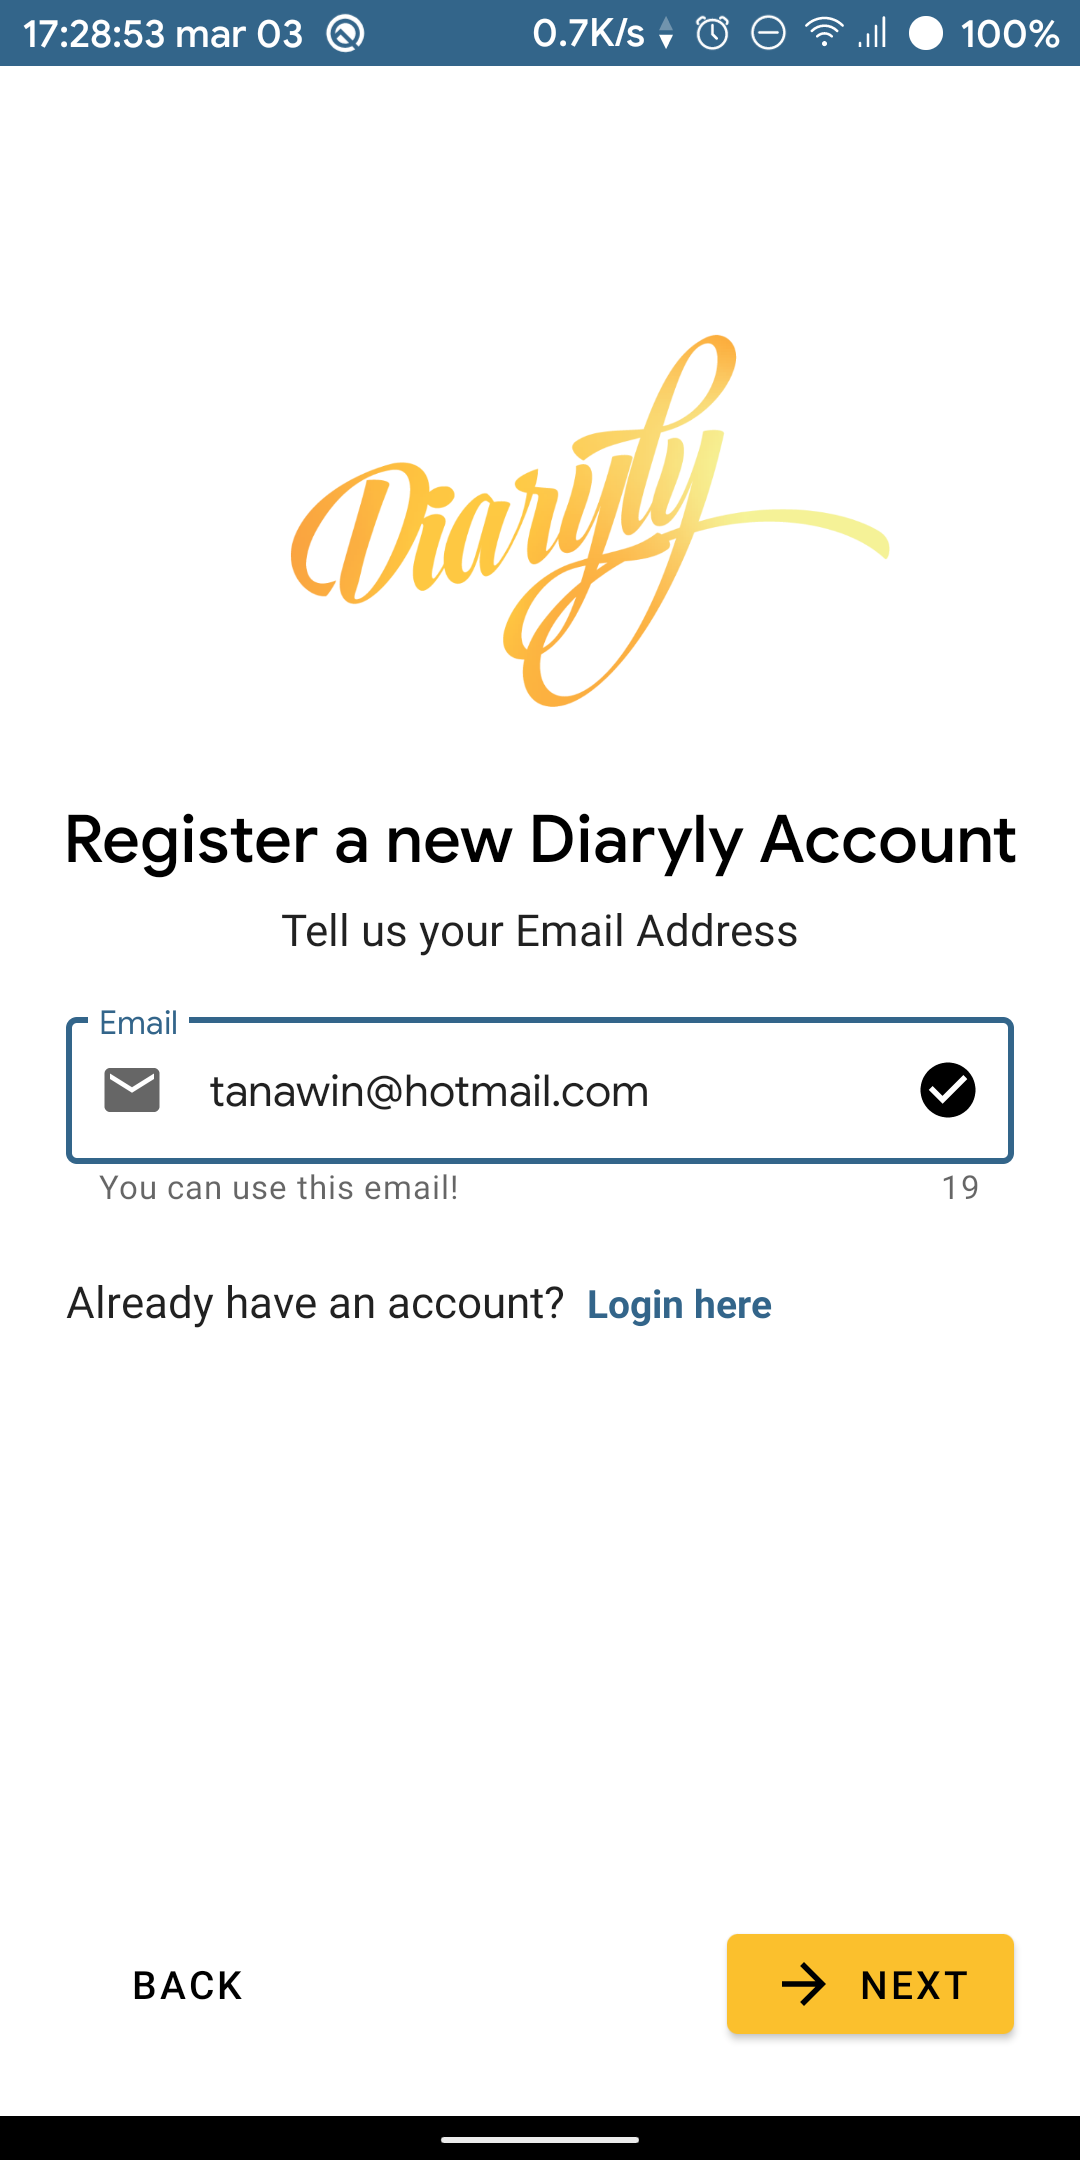 17:28:53 mar 03 0.7K/s 100%
Diaryly
Register a new Diaryly Account
Tell us your Email Address
Email
tanawin@hotmail.com
You can use this email! 19
Already have an account? Login here
BACK NEXT